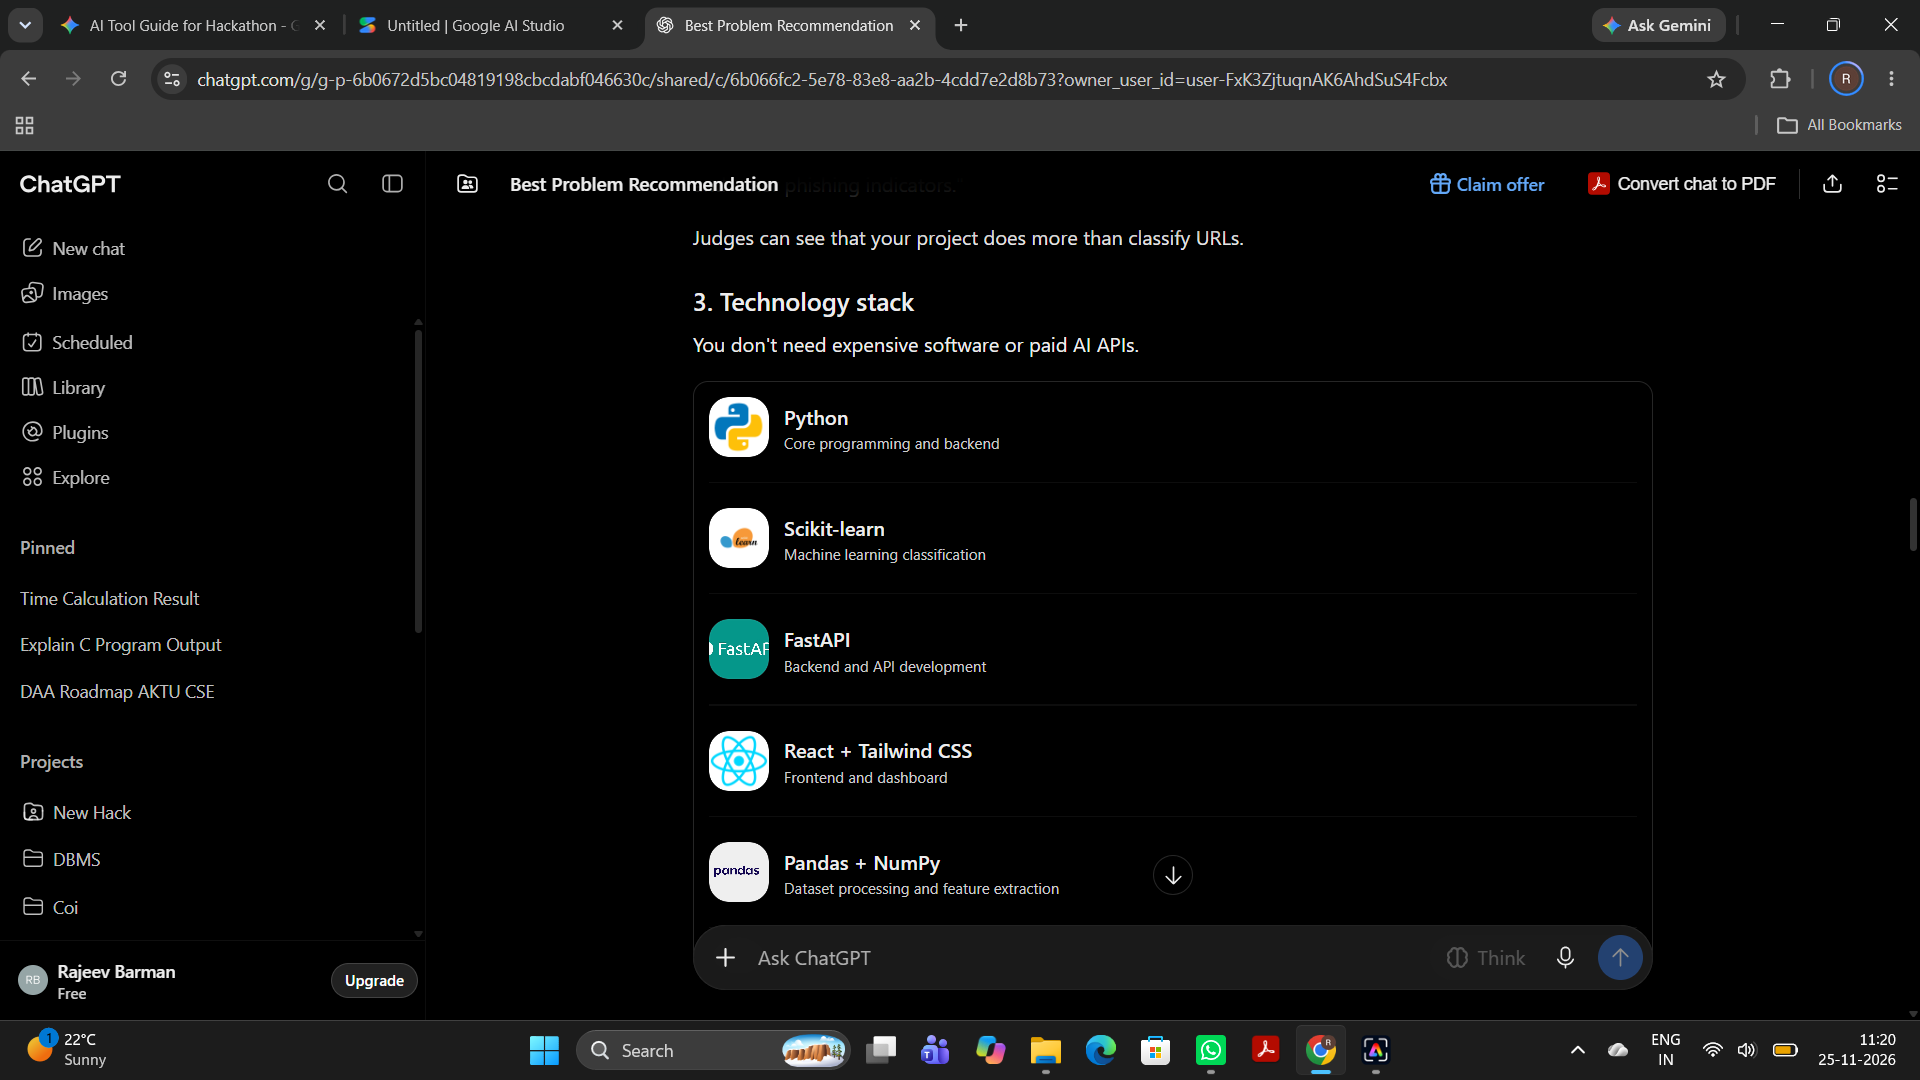 AI Tool Guide for Hackathon - G
Untitled | Google AI Studio
Best Problem Recommendation
Ask Gemini
chatgpt.com/g/g-p-6b0672d5bc04819198cbcdabf046630c/shared/c/6b066fc2-5e78-83e8-aa2b-4cdd7e2d8b73?owner_user_id=user-FxK3ZjtuqnAK6AhdSuS4Fcbx
R
All Bookmarks
ChatGPT
Best Problem Recommendation
phishing indicators."
Claim offer
Convert chat to PDF
New chat
Images
Scheduled
Library
Plugins
Explore
Pinned
Time Calculation Result
Explain C Program Output
DAA Roadmap AKTU CSE
Projects
New Hack
DBMS
Coi
RB
Rajeev Barman
Free
Upgrade
Judges can see that your project does more than classify URLs.
3. Technology stack
You don't need expensive software or paid AI APIs.
Python
Core programming and backend
learn
Scikit-learn
Machine learning classification
FastAP
FastAPI
Backend and API development
React + Tailwind CSS
Frontend and dashboard
pandas
Pandas + NumPy
Dataset processing and feature extraction
Ask ChatGPT
Think
1
22°C
Sunny
Search
T
R
ENG
IN
11:20
25-11-2026